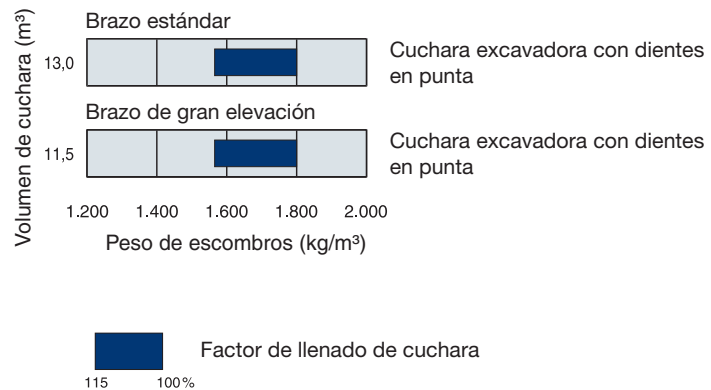 Volumen de cuchara (m³)
Brazo estándar
13,0
Cuchara excavadora con dientes
en punta
Brazo de gran elevación
11,5
Cuchara excavadora con dientes
en punta
1.200 1.400 1.600 1.800 2.000
Peso de escombros (kg/m³)
Factor de llenado de cuchara
115 100%